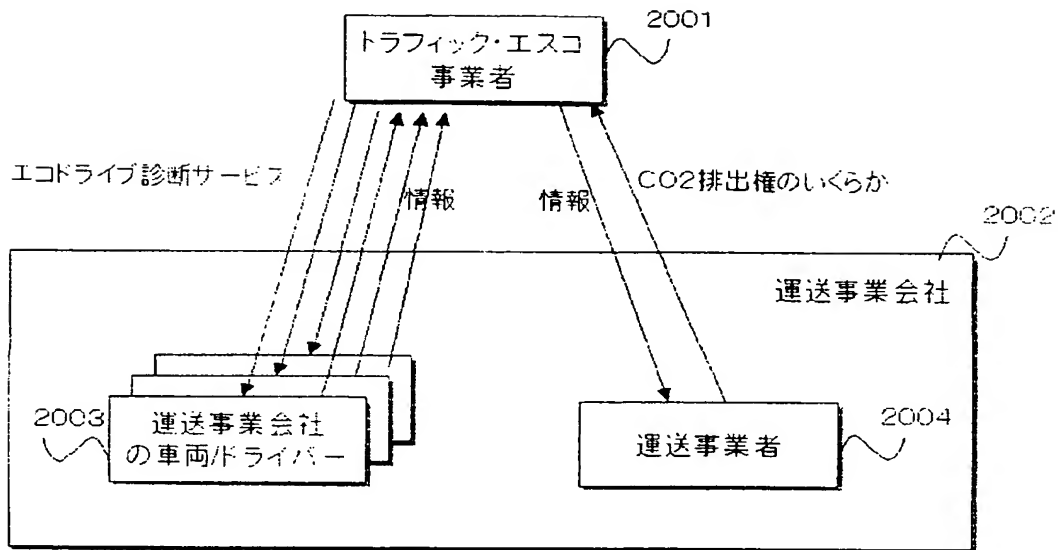 2001
トラフィック・エスコ
事業者
エコドライブ診断サービス
情報
情報
CO2排出権のいくらか
2002
運送事業会社
2003
運送事業会社
の車両/ドライバー
運送事業者
2004